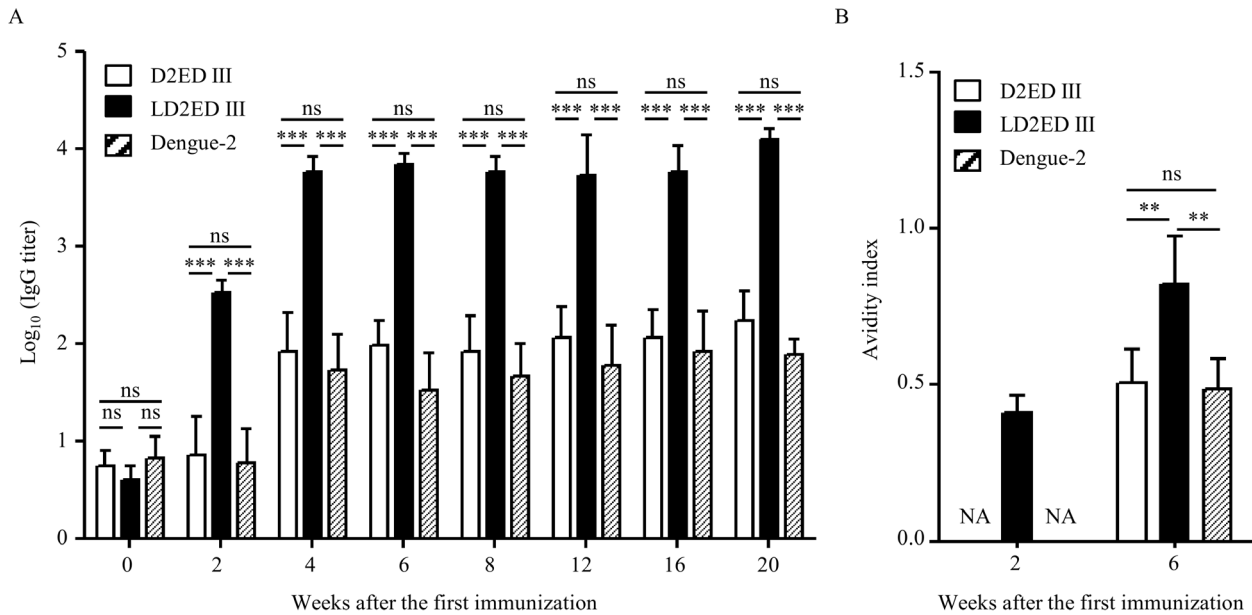 A
5
D2ED III
LD2ED III
Dengue-2
ns
ns
ns
ns
ns
ns
*** ***
*** ***
*** ***
*** ***
*** ***
*** ***
4
3
ns
*** ***
2
ns
ns ns
1
0
Log10 (IgG titer)
0 2 4 6 8 12 16 20
Weeks after the first immunization
B
1.5
D2ED III
LD2ED III
Dengue-2
ns
** **
1.0
0.5
NA NA
0.0
Avidity index
2 6
Weeks after the first immunization